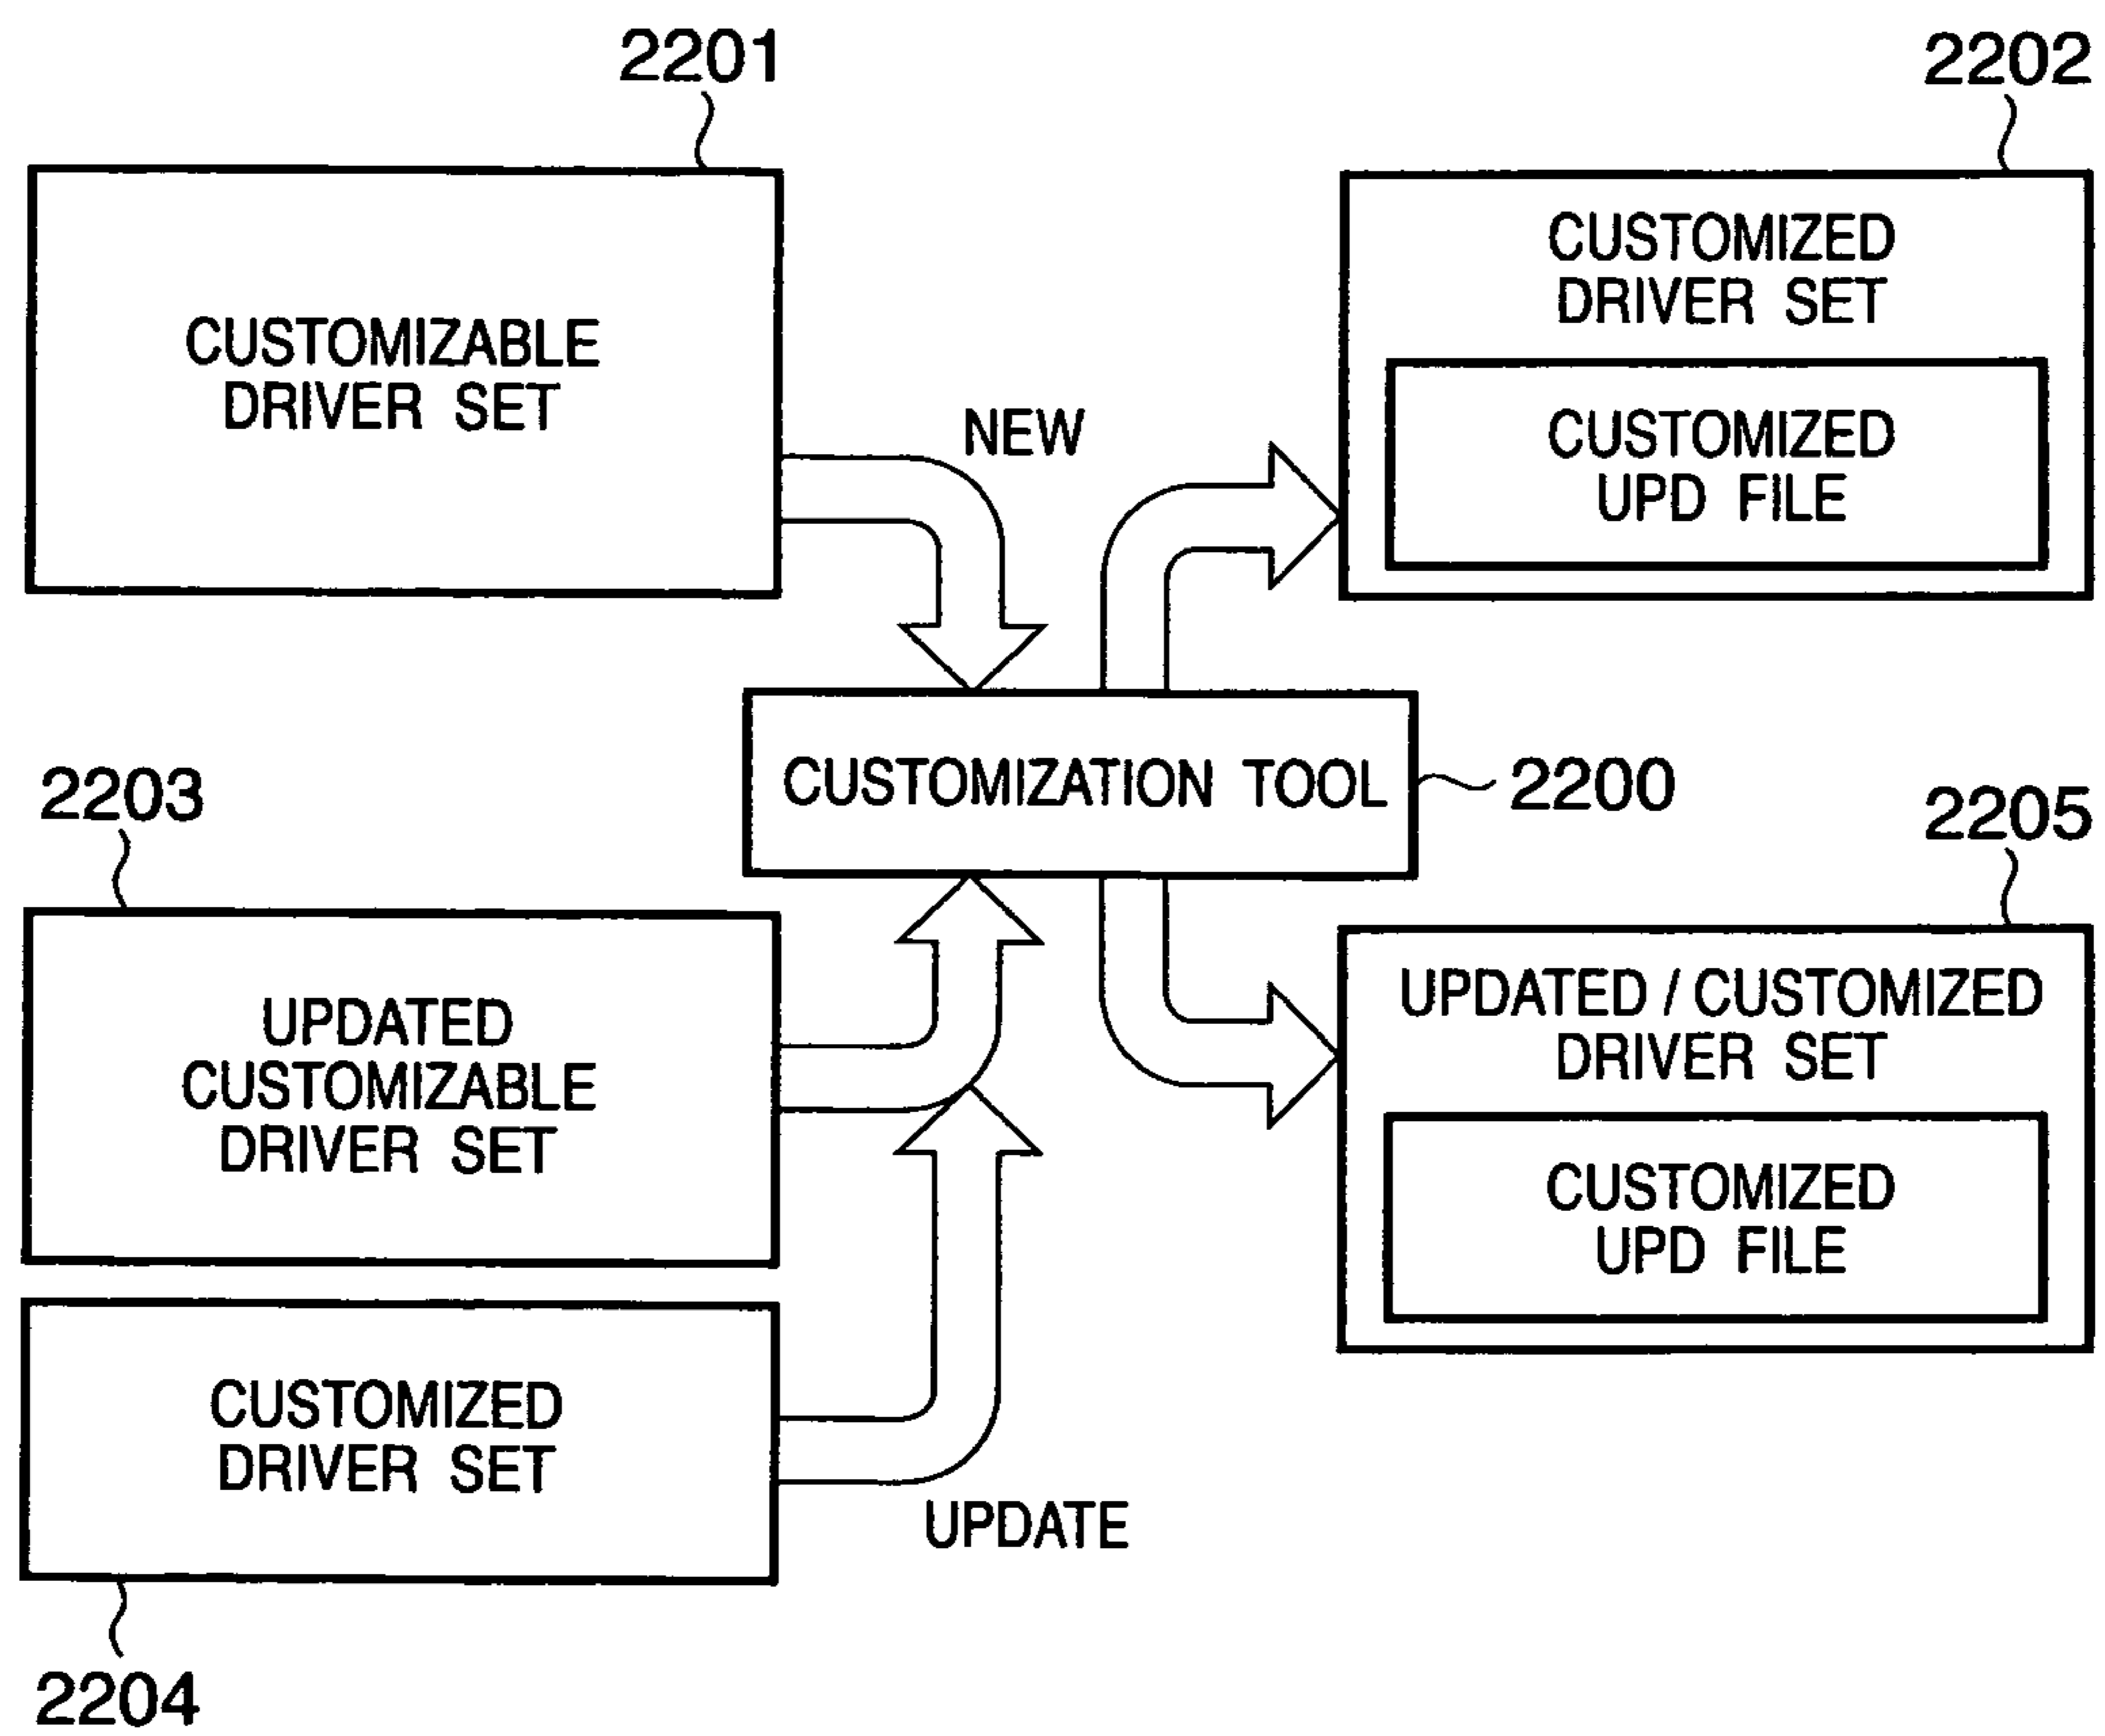 2201
2202
CUSTOMIZABLE
DRIVER SET
NEW
CUSTOMIZED
DRIVER SET
CUSTOMIZED
UPD FILE
CUSTOMIZATION TOOL
2200
2203
UPDATED
CUSTOMIZABLE
DRIVER SET
2205
UPDATED / CUSTOMIZED
DRIVER SET
CUSTOMIZED
UPD FILE
CUSTOMIZED
DRIVER SET
UPDATE
2204